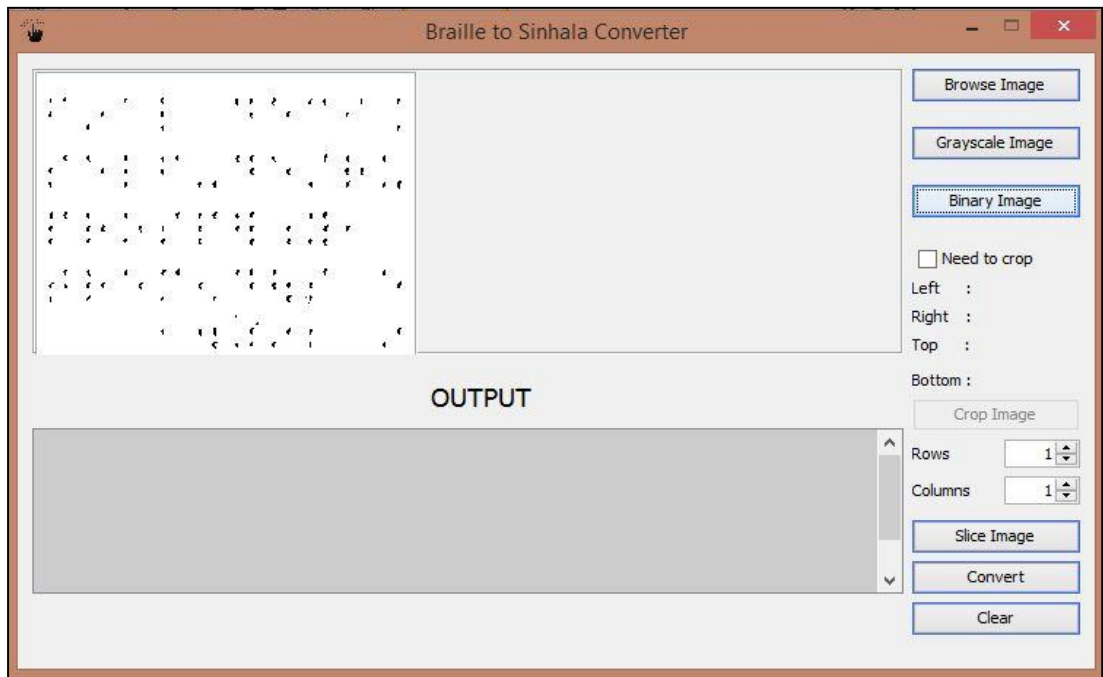 Braille to Sinhala Converter
Browse Image
Grayscale Image
Binary Image
Need to crop
Left :
Right :
Top :
Bottom :
OUTPUT
Crop Image
Rows 1
Columns 1
Slice Image
Convert
Clear